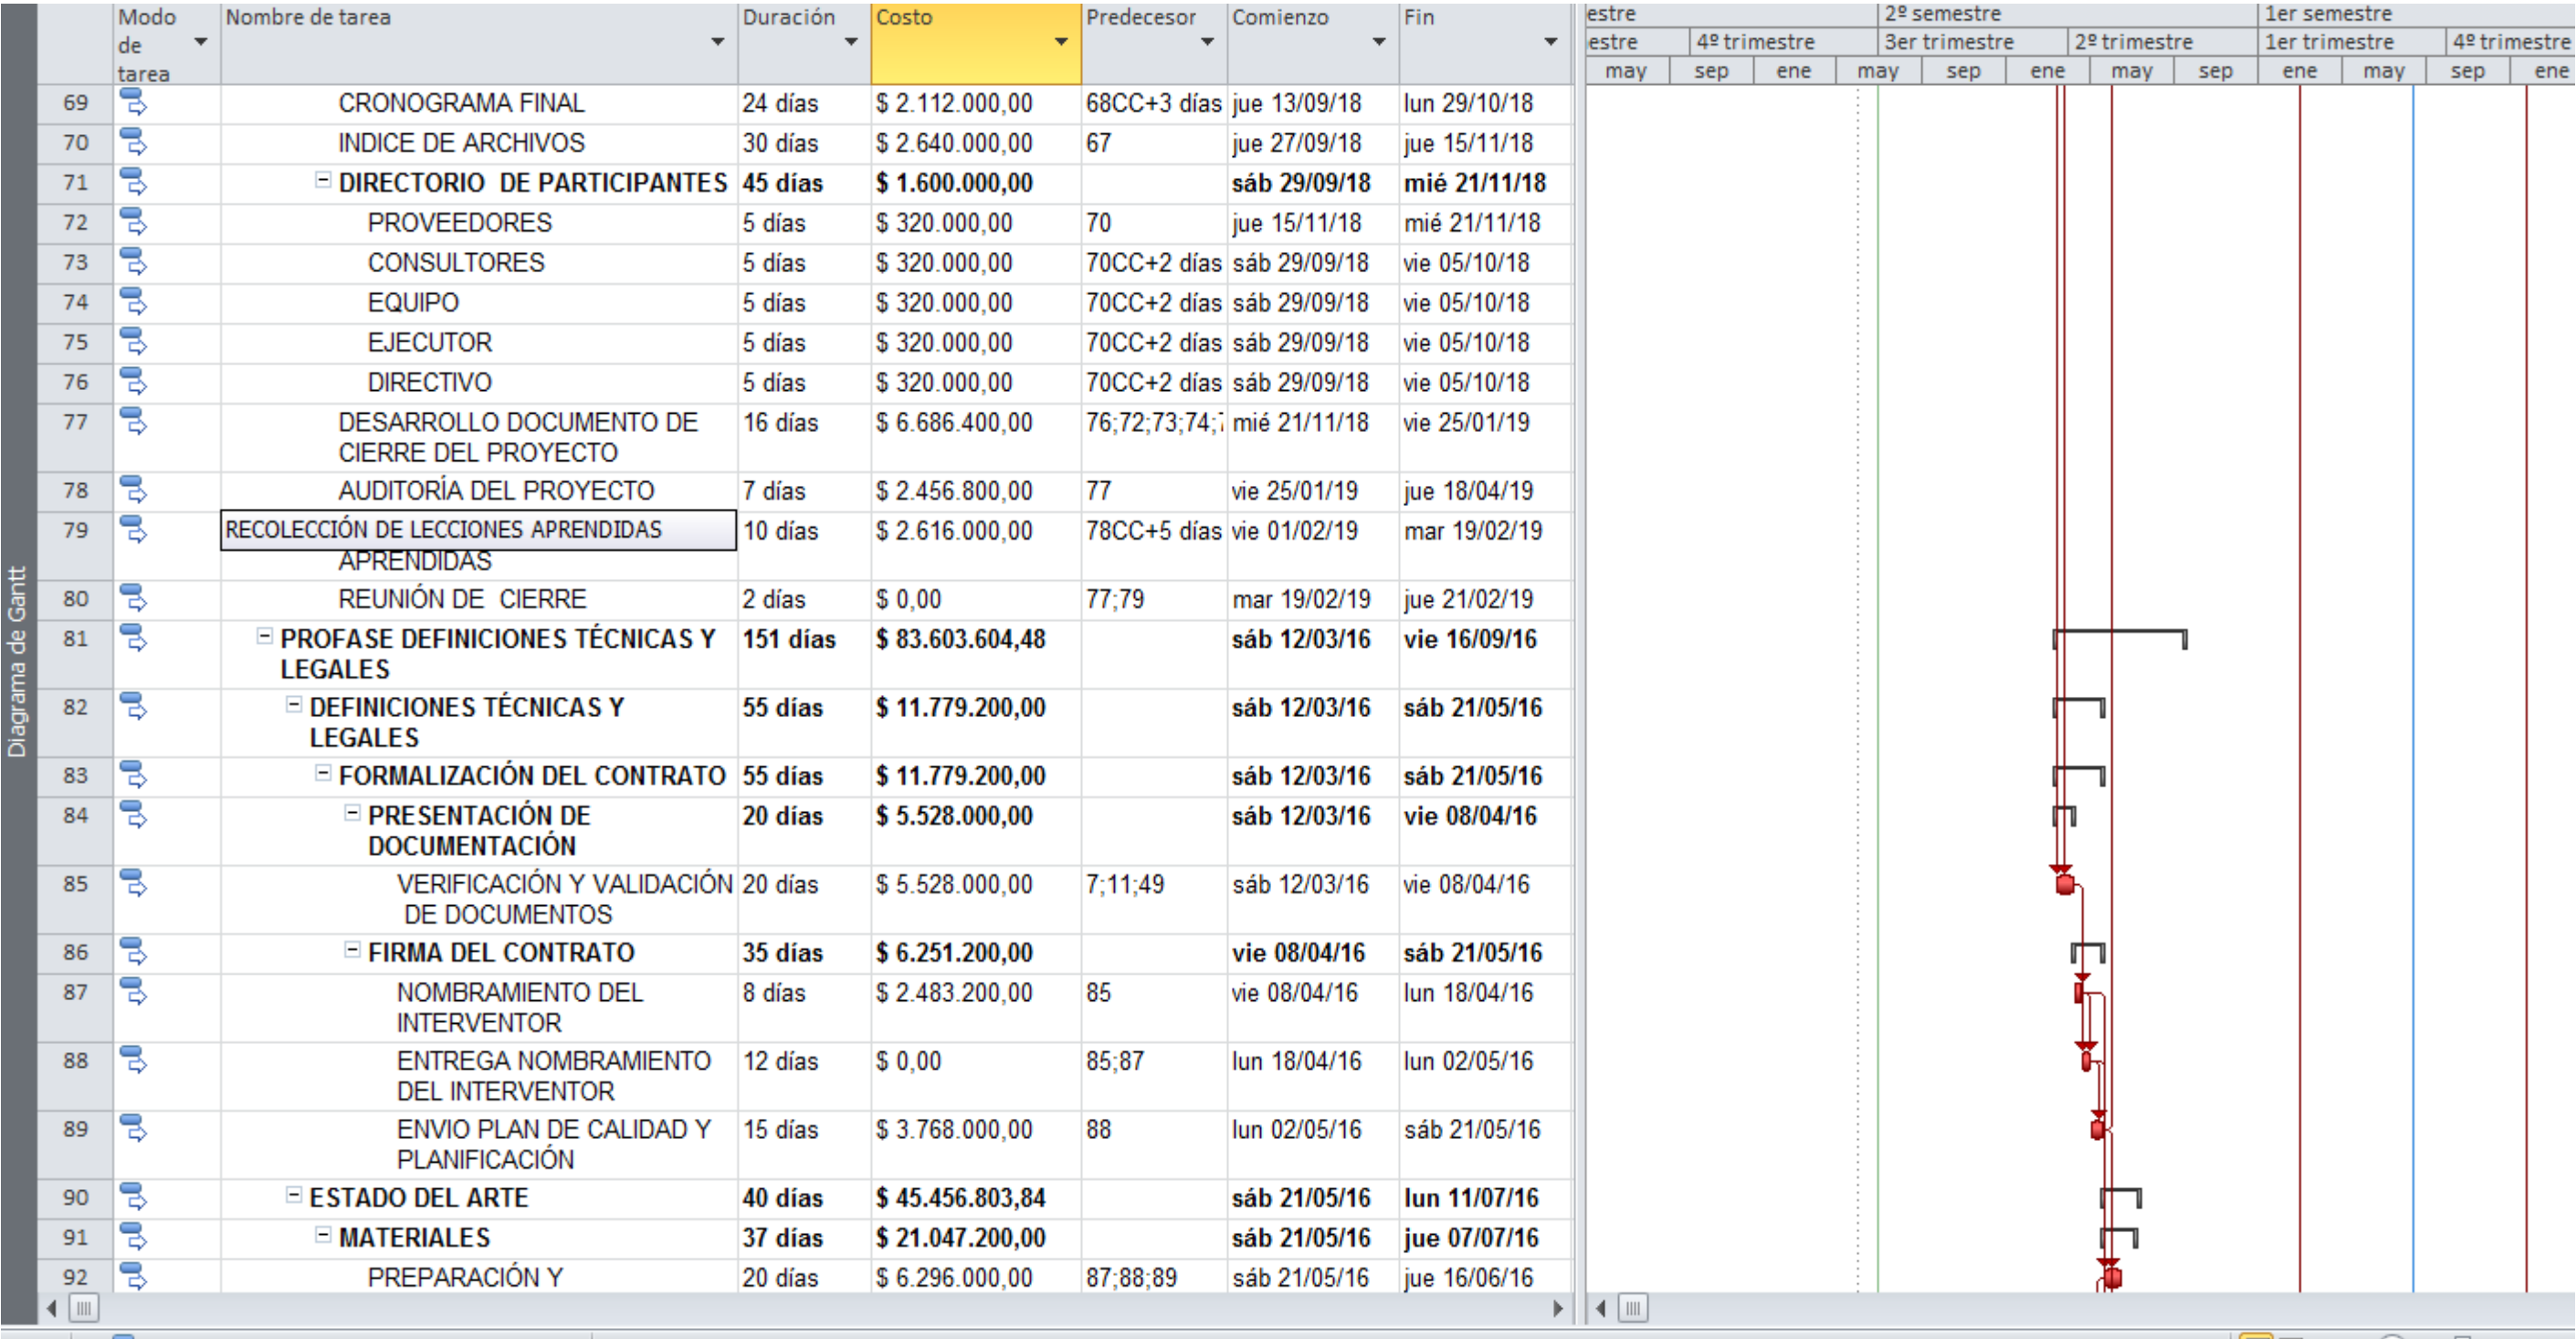 Modo de tarea	Nombre de tarea	Duración	Costo	Predecesor	Comienzo	Fin
estre	2º semestre	1er semestre
estre	4º trimestre	3er trimestre	2º trimestre	1er trimestre	4º trimestre
may	sep	ene	may	sep	ene	may	sep	ene	may	sep	ene
69	CRONOGRAMA FINAL	24 días	$ 2.112.000,00	68CC+3 días	jue 13/09/18	lun 29/10/18
70	INDICE DE ARCHIVOS	30 días	$ 2.640.000,00	67	jue 27/09/18	jue 15/11/18
71	DIRECTORIO DE PARTICIPANTES	45 días	$ 1.600.000,00	sáb 29/09/18	mié 21/11/18
72	PROVEEDORES	5 días	$ 320.000,00	70	jue 15/11/18	mié 21/11/18
73	CONSULTORES	5 días	$ 320.000,00	70CC+2 días	sáb 29/09/18	vie 05/10/18
74	EQUIPO	5 días	$ 320.000,00	70CC+2 días	sáb 29/09/18	vie 05/10/18
75	EJECUTOR	5 días	$ 320.000,00	70CC+2 días	sáb 29/09/18	vie 05/10/18
76	DIRECTIVO	5 días	$ 320.000,00	70CC+2 días	sáb 29/09/18	vie 05/10/18
77	DESARROLLO DOCUMENTO DE	16 días	$ 6.686.400,00	76;72;73;74;	mié 21/11/18	vie 25/01/19
CIERRE DEL PROYECTO
78	AUDITORÍA DEL PROYECTO	7 días	$ 2.456.800,00	77	vie 25/01/19	jue 18/04/19
79	RECOLECCIÓN DE LECCIONES APRENDIDAS	10 días	$ 2.616.000,00	78CC+5 días	vie 01/02/19	mar 19/02/19
APRENDIDAS
80	REUNIÓN DE CIERRE	2 días	$ 0,00	77;79	mar 19/02/19	jue 21/02/19
81	PROFASE DEFINICIONES TÉCNICAS Y	151 días	$ 83.603.604,48	sáb 12/03/16	vie 16/09/16
LEGALES
82	DEFINICIONES TÉCNICAS Y	55 días	$ 11.779.200,00	sáb 12/03/16	sáb 21/05/16
LEGALES
83	FORMALIZACIÓN DEL CONTRATO	55 días	$ 11.779.200,00	sáb 12/03/16	sáb 21/05/16
84	PRESENTACIÓN DE	20 días	$ 5.528.000,00	sáb 12/03/16	vie 08/04/16
DOCUMENTACIÓN
85	VERIFICACIÓN Y VALIDACIÓN	20 días	$ 5.528.000,00	7;11;49	sáb 12/03/16	vie 08/04/16
DE DOCUMENTOS
86	FIRMA DEL CONTRATO	35 días	$ 6.251.200,00	vie 08/04/16	sáb 21/05/16
87	NOMBRAMIENTO DEL	8 días	$ 2.483.200,00	85	vie 08/04/16	lun 18/04/16
INTERVENTOR
88	ENTREGA NOMBRAMIENTO	12 días	$ 0,00	85;87	lun 18/04/16	lun 02/05/16
DEL INTERVENTOR
89	ENVIO PLAN DE CALIDAD Y	15 días	$ 3.768.000,00	88	lun 02/05/16	sáb 21/05/16
PLANIFICACIÓN
90	ESTADO DEL ARTE	40 días	$ 45.456.803,84	sáb 21/05/16	lun 11/07/16
91	MATERIALES	37 días	$ 21.047.200,00	sáb 21/05/16	jue 07/07/16
92	PREPARACIÓN Y	20 días	$ 6.296.000,00	87;88;89	sáb 21/05/16	jue 16/06/16
Diagrama de Gantt